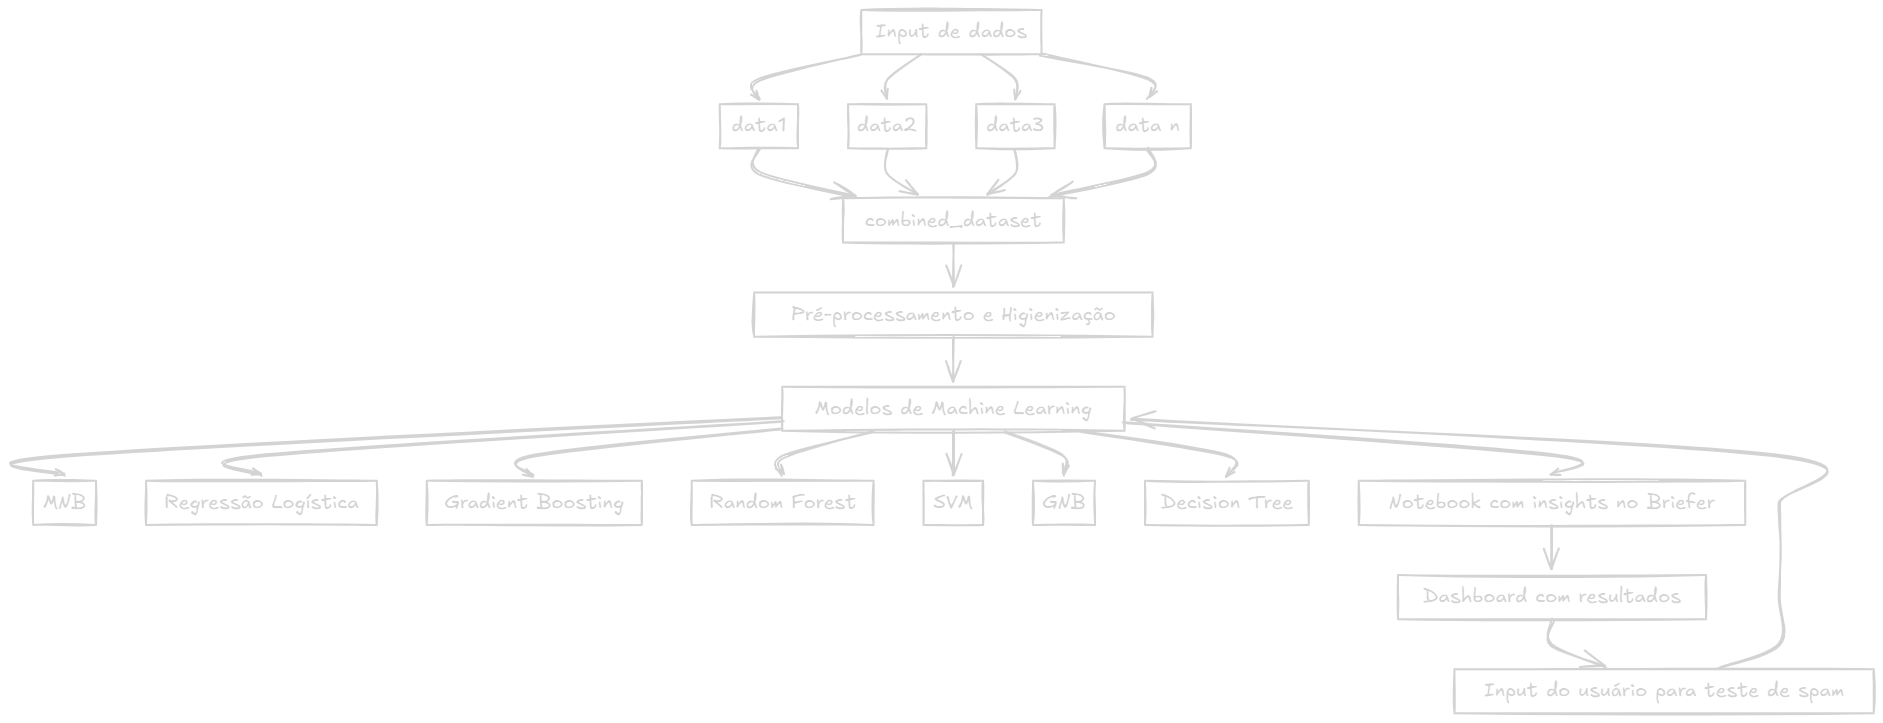 Input de dados
data1
data2
data3
data n
combined_dataset
Pré-processamento e Higienização
Modelos de Machine Learning
MNB
Regressão Logística
Gradient Boosting
Random Forest
SVM
GNB
Decision Tree
Notebook com insights no Briefer
Dashboard com resultados
Input do usuário para teste de spam